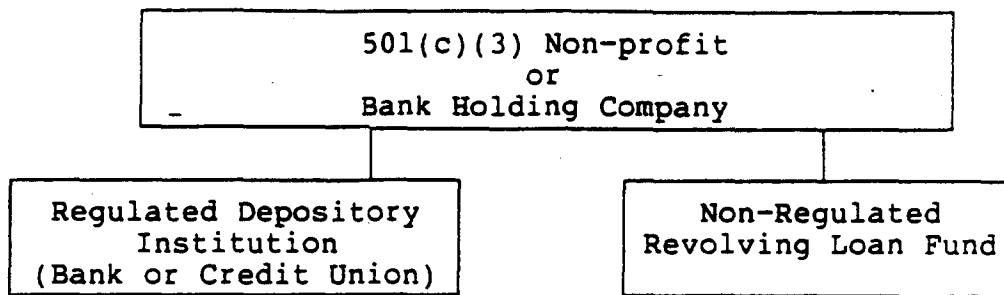 501(c)(3) Non-profit
or
Bank Holding Company
Regulated Depository
Institution
(Bank or Credit Union)
Non-Regulated
Revolving Loan Fund